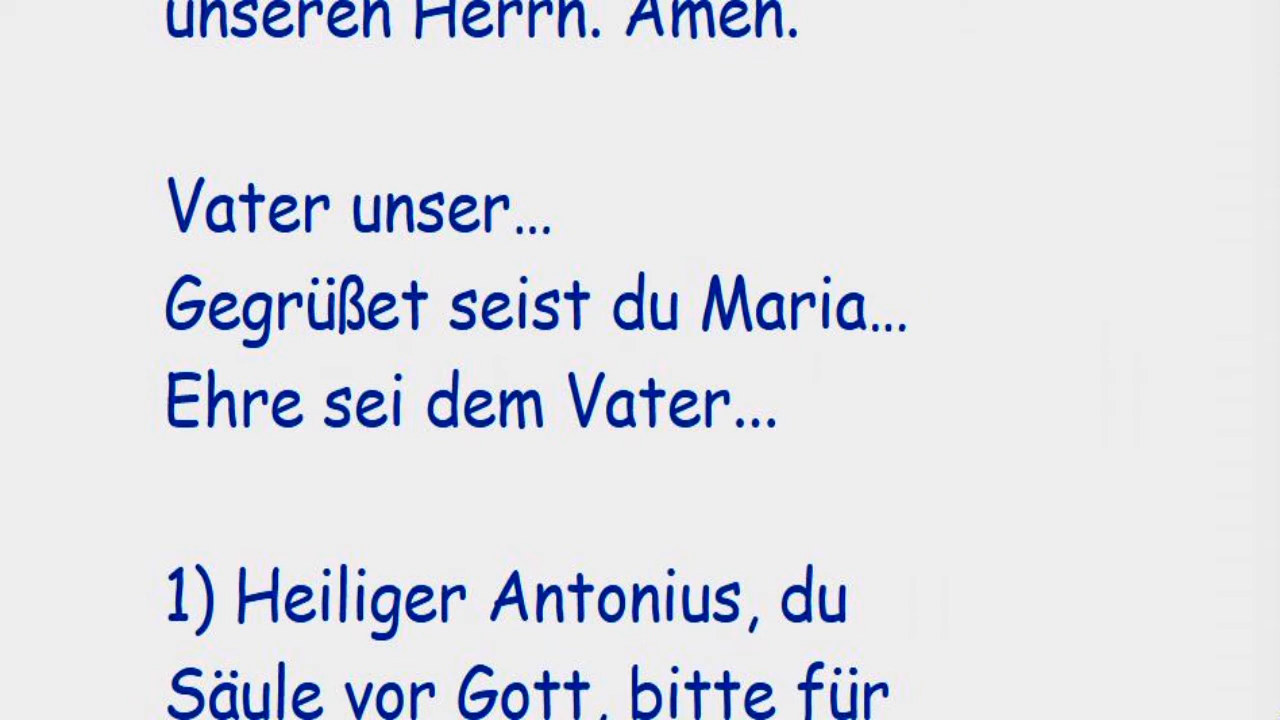 unseren Herrn. Amen.
Vater unser...
Gegrüßet seist du Maria...
Ehre sei dem Vater...
1) Heiliger Antonius, du
Säule vor Gott, bitte für